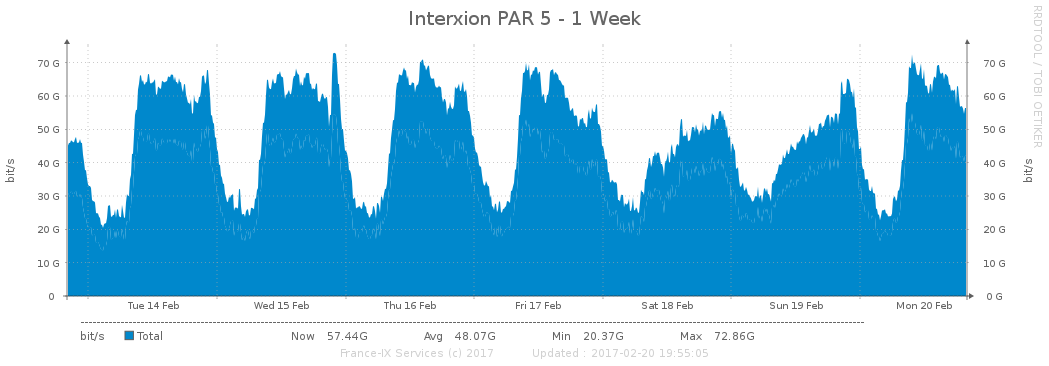 Interxion PAR 5 - 1 Week
RRDTOOL / TOBI OETIKER
bit/s
70 G
60 G
50 G
40 G
30 G
20 G
10 G
0
70 G
60 G
50 G
40 G
30 G
20 G
10 G
0 G
bit/s
Tue 14 Feb Wed 15 Feb Thu 16 Feb Fri 17 Feb Sat 18 Feb Sun 19 Feb Mon 20 Feb
bit/s Total Now 57.44G Avg 48.07G Min 20.37G Max 72.86G
France-IX Services (c) 2017 Updated : 2017-02-20 19:55:05